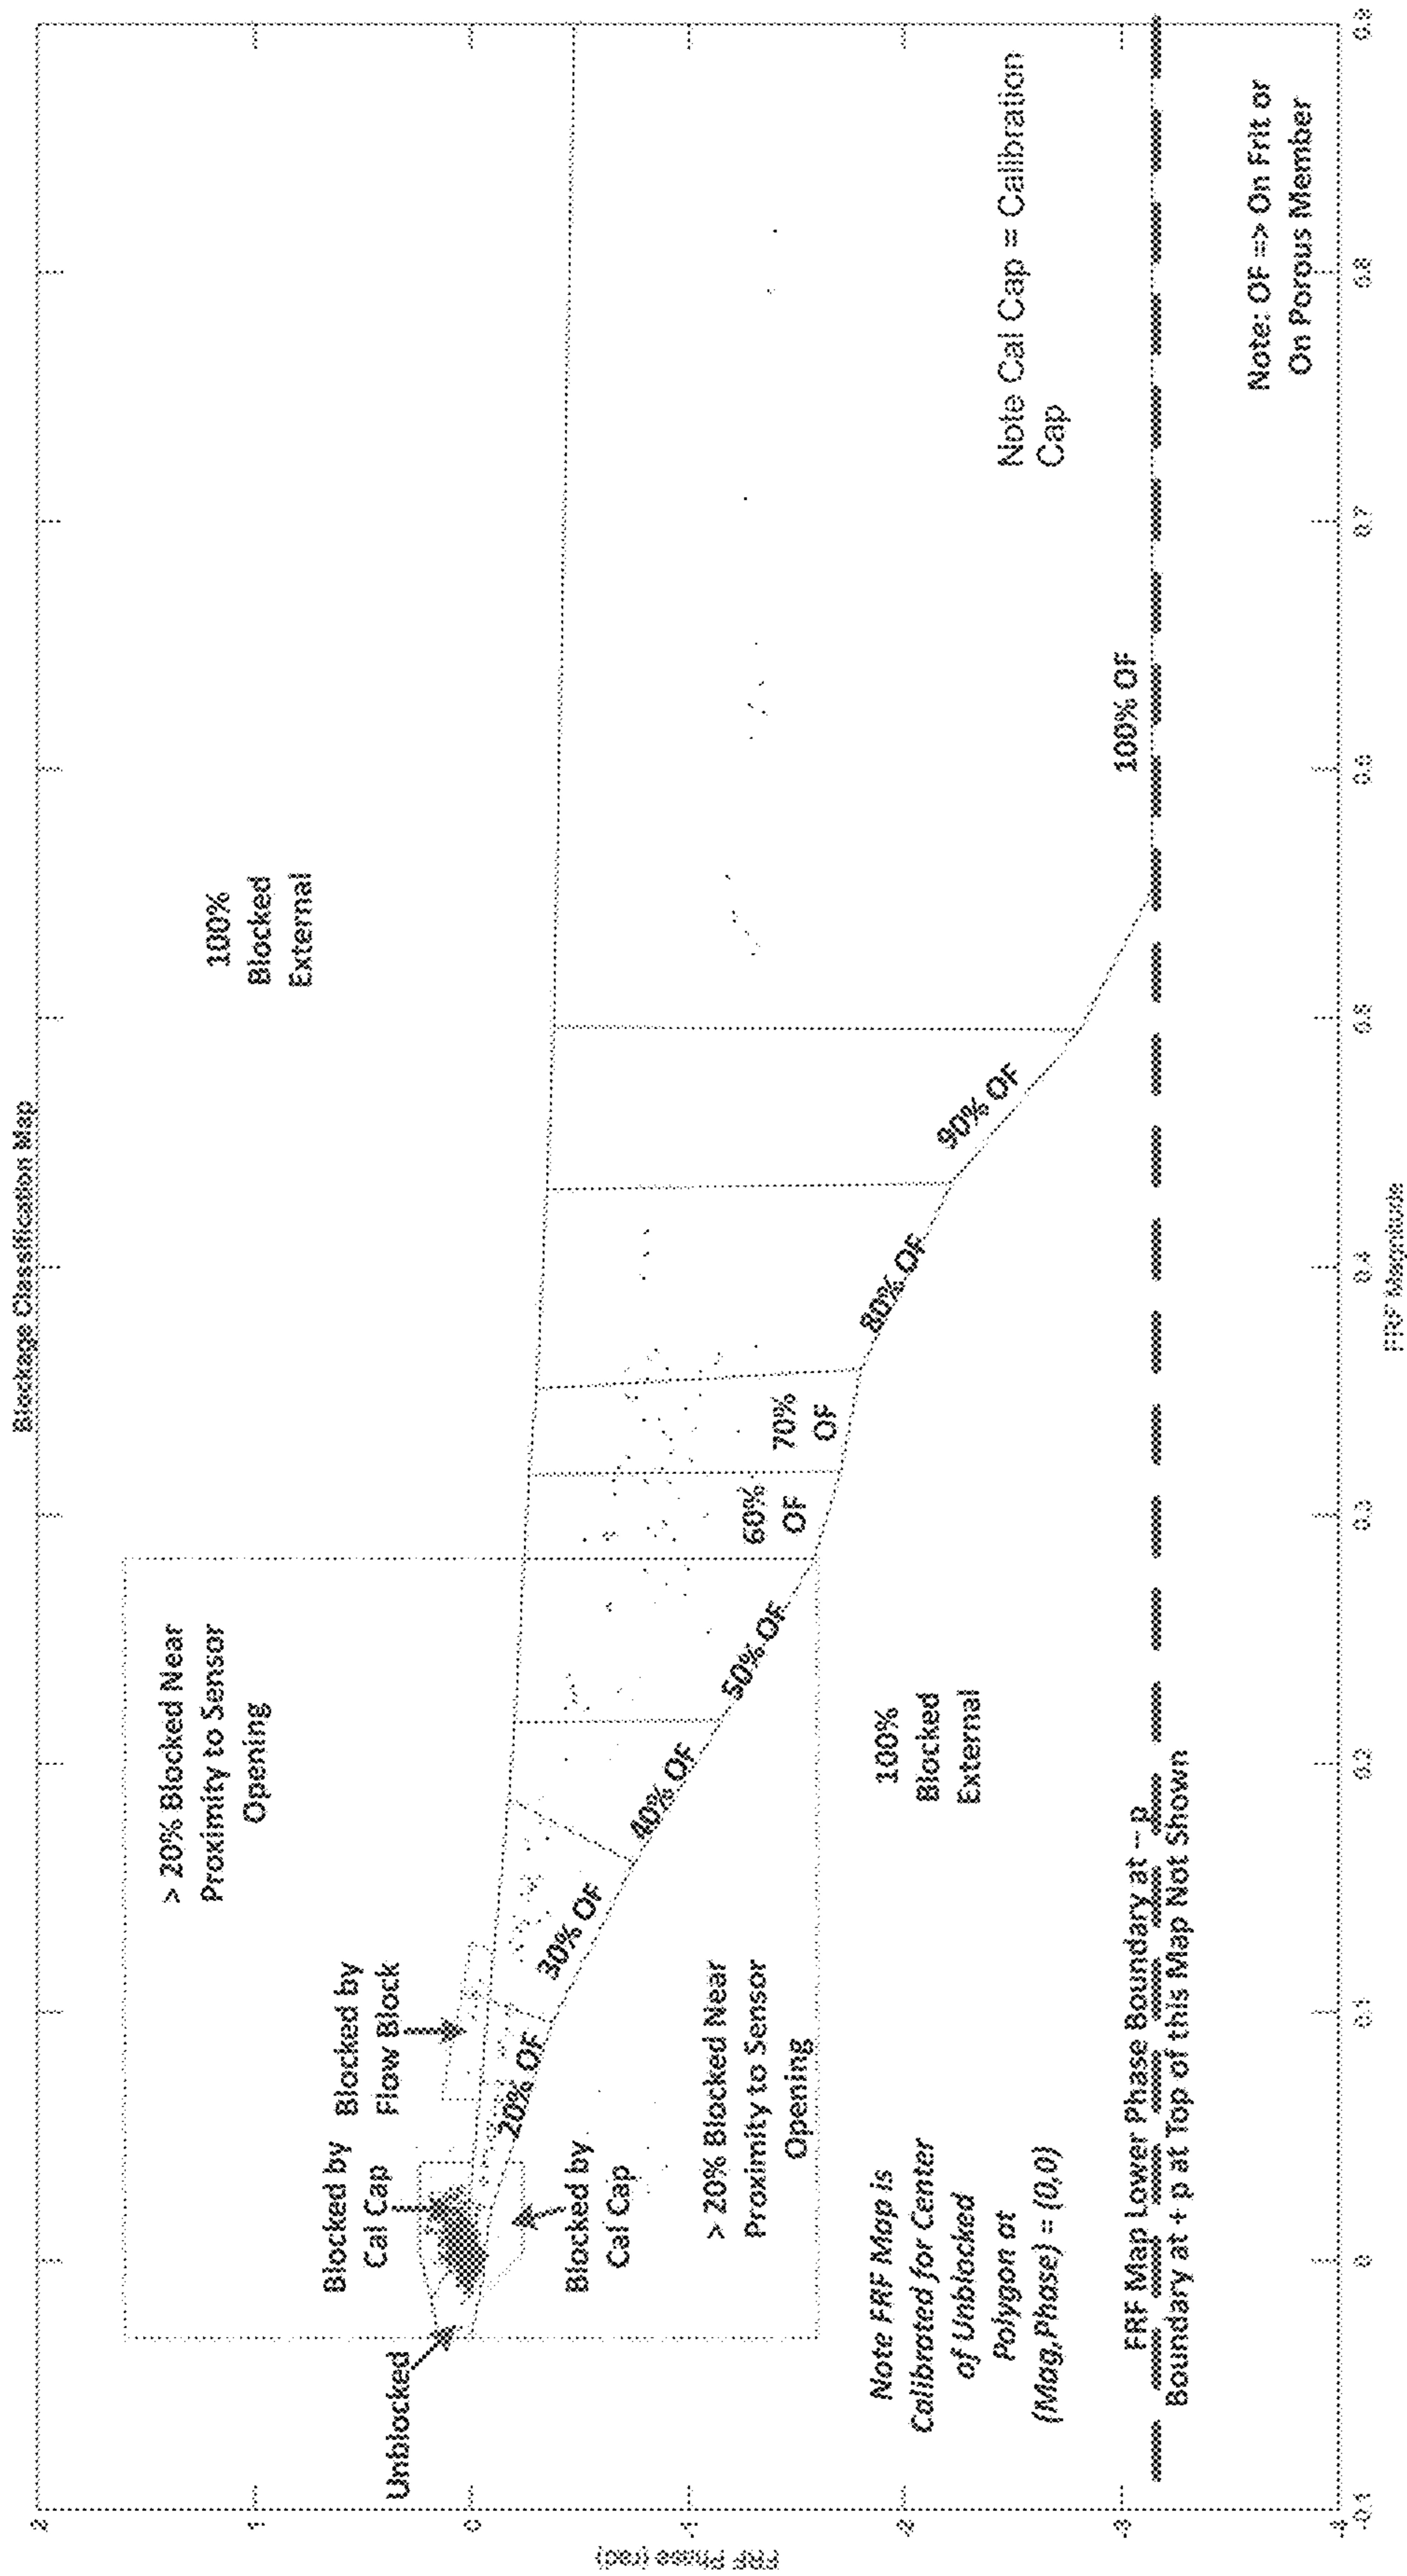 Blockage Classification Map
100%
Blocked
External
> 20% Blocked Near
Proximity to Sensor
Opening
Blocked by
Flow Block
Blocked by
Cal Cap
Unblocked
20% OF
30% OF
40% OF
50% OF
60%
OF
70%
OF
80% OF
90% OF
100% OF
Blocked by
Cal Cap
> 20% Blocked Near
Proximity to Sensor
Opening
100%
Blocked
External
Note Cal Cap = Calibration
Cap
Note FRF Map is
Calibrated for Center
of Unblocked
Polygon at
(Mag,Phase) = (0,0)
FRF Map Lower Phase Boundary at – p
Boundary at + p at Top of this Map Not Shown
Note: OF => On Frit or
On Porous Member
FRF Phase (rad)
2
1
0
-1
-2
-3
-4
-0.1
0
0.1
0.2
0.3
0.4
0.5
0.6
0.7
0.8
0.9
FRF Magnitude